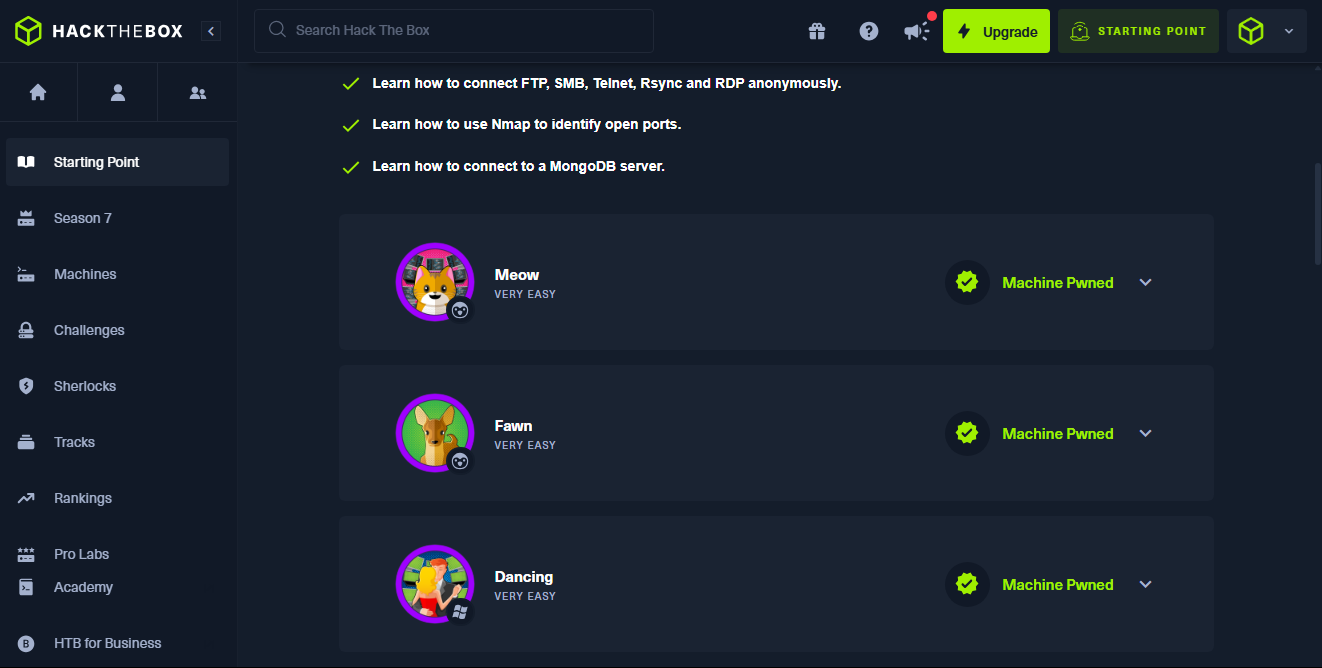 HACKTHEBOX
Search Hack The Box
Upgrade
STARTING POINT
Starting Point
Season 7
Machines
Challenges
Sherlocks
Tracks
Rankings
Pro Labs
Academy
B HTB for Business
Learn how to connect FTP, SMB, Telnet, Rsync and RDP anonymously.
Learn how to use Nmap to identify open ports.
Learn how to connect to a MongoDB server.
Meow
VERY EASY
Machine Pwned
Fawn
VERY EASY
Machine Pwned
Dancing
VERY EASY
Machine Pwned